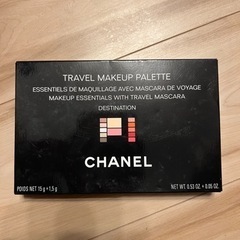 TRAVEL MAKEUP PALETTE
ESSENTIELS DE MAQUILLAGE AVEC MASCARA DE VOYAGE
MAKEUP ESSENTIALS WITH TRAVEL MASCARA
DESTINATION
CHANEL
POIDS NET 15 g + 1,5 g NET WT. 0.53 OZ. + 0.05 OZ.